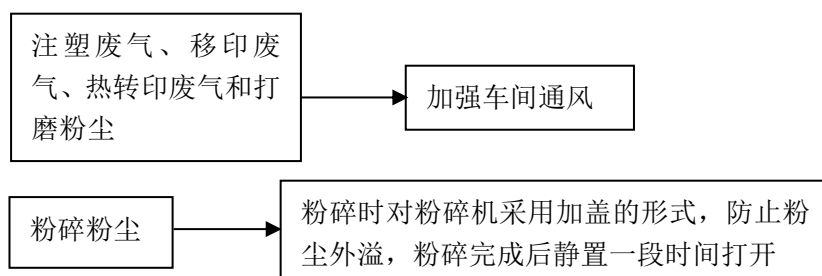 注塑废气、移印废
气、热转印废气和打
磨粉尘
加强车间通风
粉碎粉尘
粉碎时对粉碎机采用加盖的形式，防止粉
尘外溢，粉碎完成后静置一段时间打开